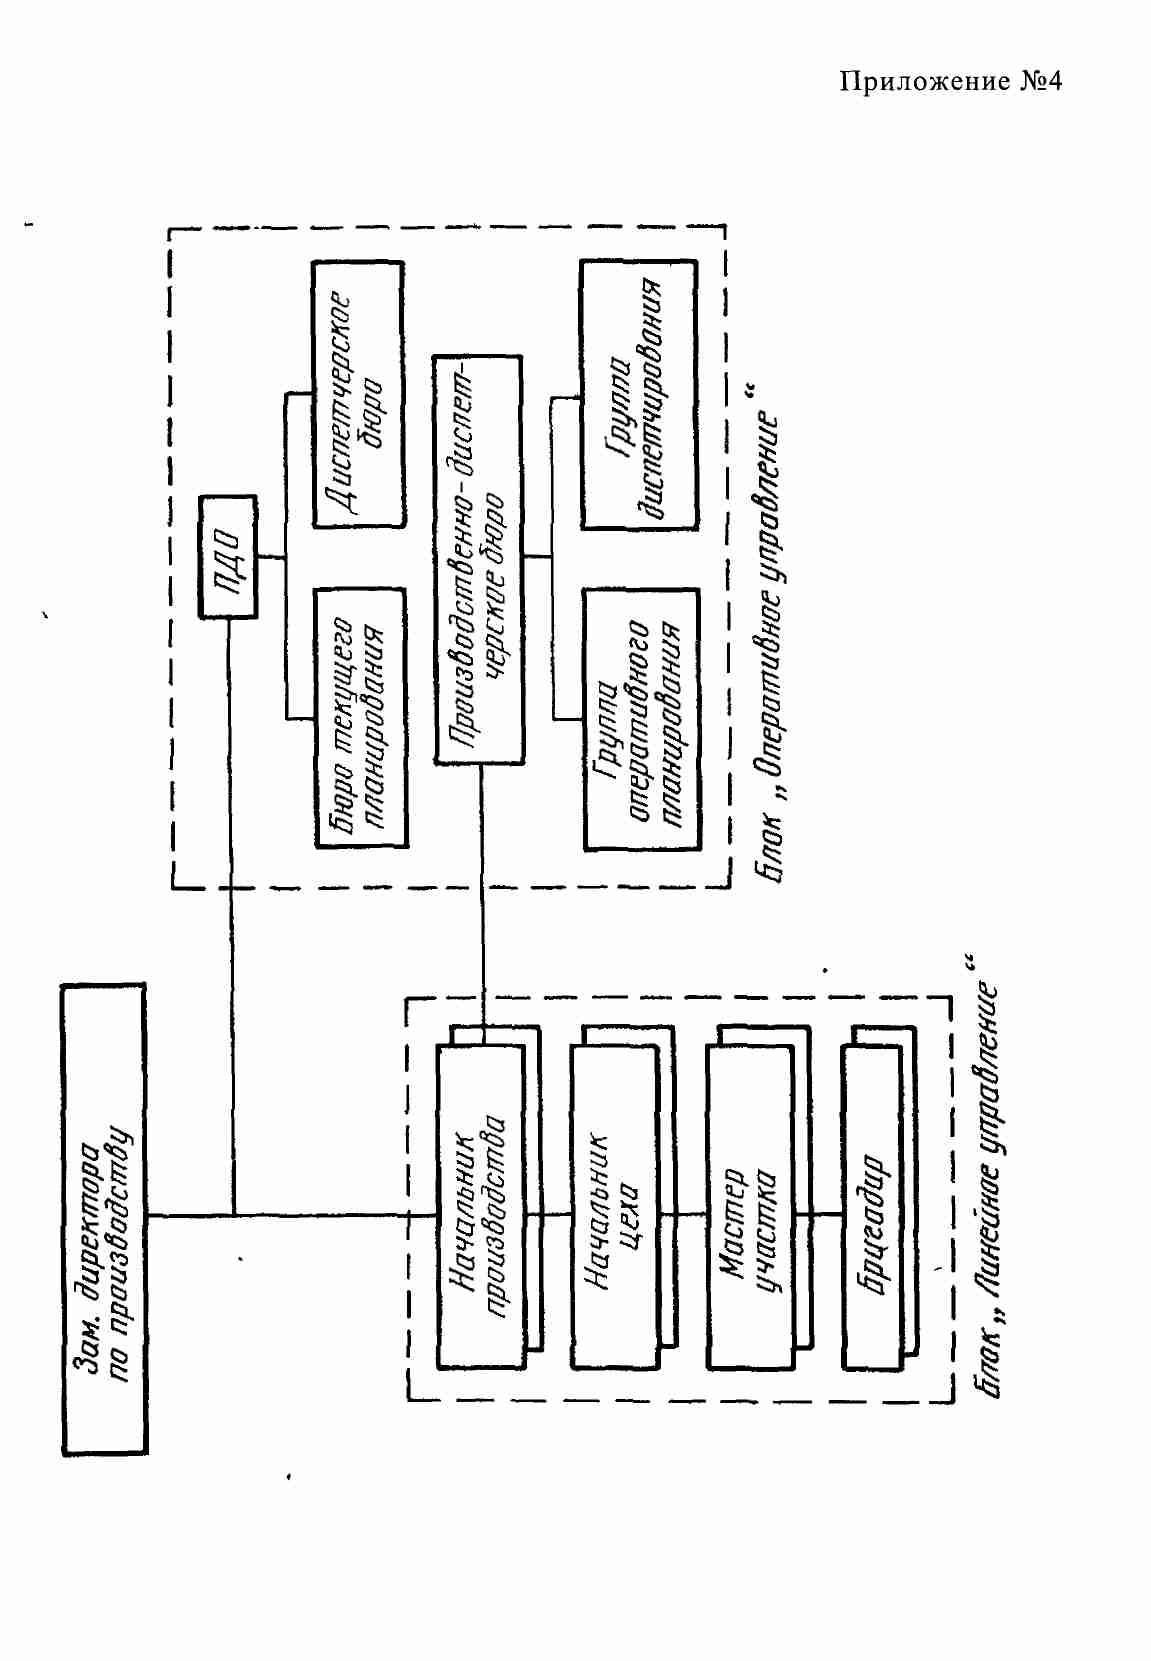 Приложение №4
Зам. директора
по производству
ПДО
Бюро текущего
планирования
Диспетчерское
бюро
Производственно-диспет-
черское бюро
Группа
оперативного
планирования
Группа
диспетчирования
Блок „Оперативное управление“
Начальник
производства
Начальник
цеха
Мастер
участка
Бригадир
Блок „Линейное управление“